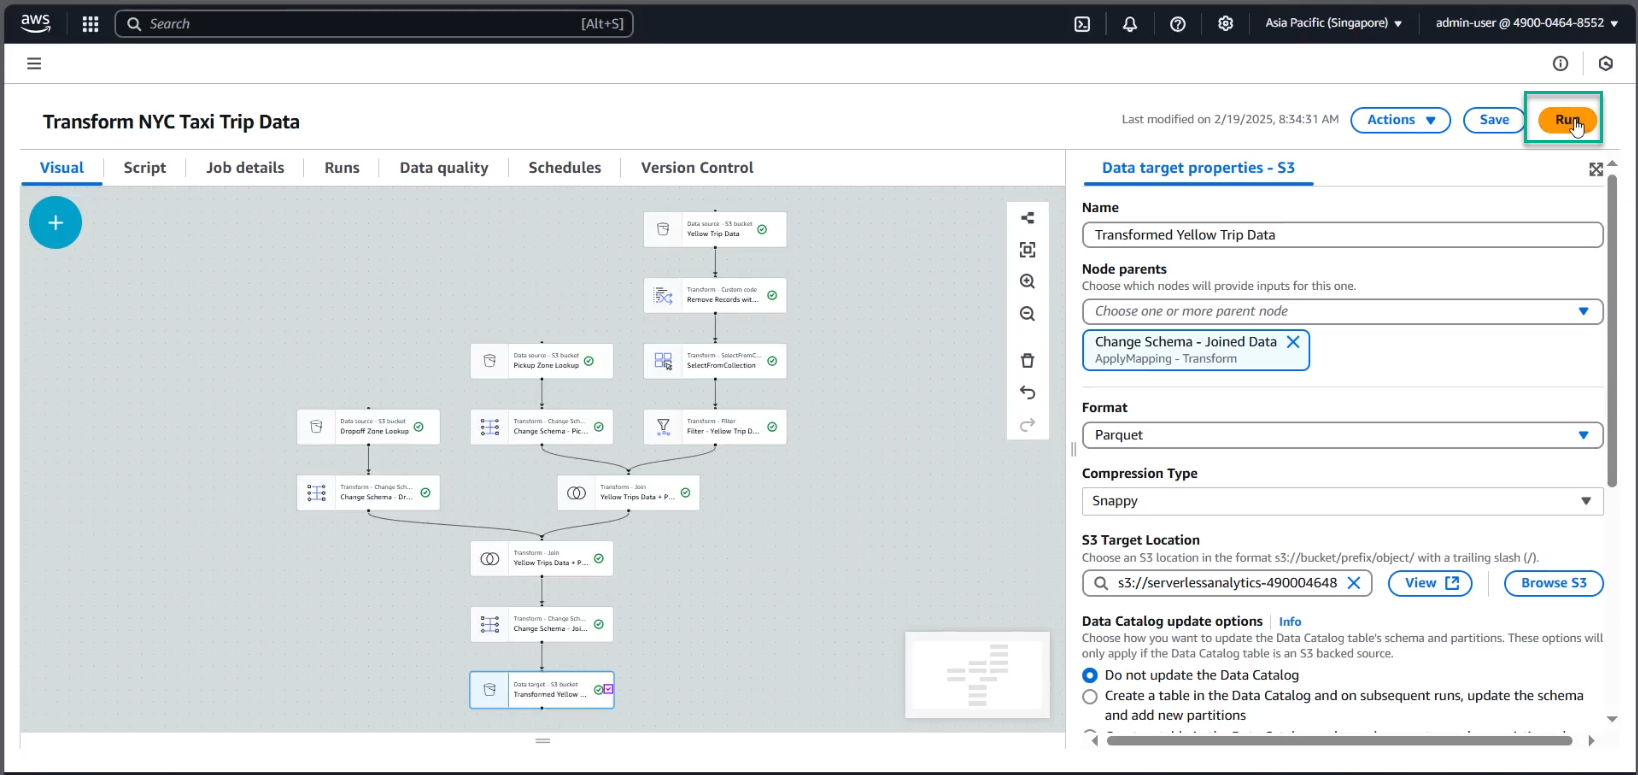 aws
Search
[Alt+S]
Asia Pacific (Singapore)
admin-user @ 4900-0464-8552
Transform NYC Taxi Trip Data
Last modified on 2/19/2025, 8:34:31 AM
Actions
Save
Run
Visual
Script
Job details
Runs
Data quality
Schedules
Version Control
Data source - S3 bucket
Yellow Trip Data
Transform - Custom code
Remove Records wit...
Data source - S3 bucket
Pickup Zone Lookup
Transform - SelectFromC...
SelectFromCollection
Data source - S3 bucket
Dropoff Zone Lookup
Transform - Change Sch...
Change Schema - Pic...
Transform - Filter
Filter - Yellow Trip D...
Transform - Change Sch...
Change Schema - Dr...
Transform - Join
Yellow Trips Data + P...
Transform - Join
Yellow Trips Data + P...
Transform - Change Sch...
Change Schema - Joi...
Data target - S3 bucket
Transformed Yellow ...
Data target properties - S3
Name
Transformed Yellow Trip Data
Node parents
Choose which nodes will provide inputs for this one.
Choose one or more parent node
Change Schema - Joined Data
ApplyMapping - Transform
Format
Parquet
Compression Type
Snappy
S3 Target Location
Choose an S3 location in the format s3://bucket/prefix/object/ with a trailing slash (/).
s3://serverlessanalytics-490004648
View
Browse S3
Data Catalog update options
Info
Choose how you want to update the Data Catalog table's schema and partitions. These options will
only apply if the Data Catalog table is an S3 backed source.
Do not update the Data Catalog
Create a table in the Data Catalog and on subsequent runs, update the schema
and add new partitions